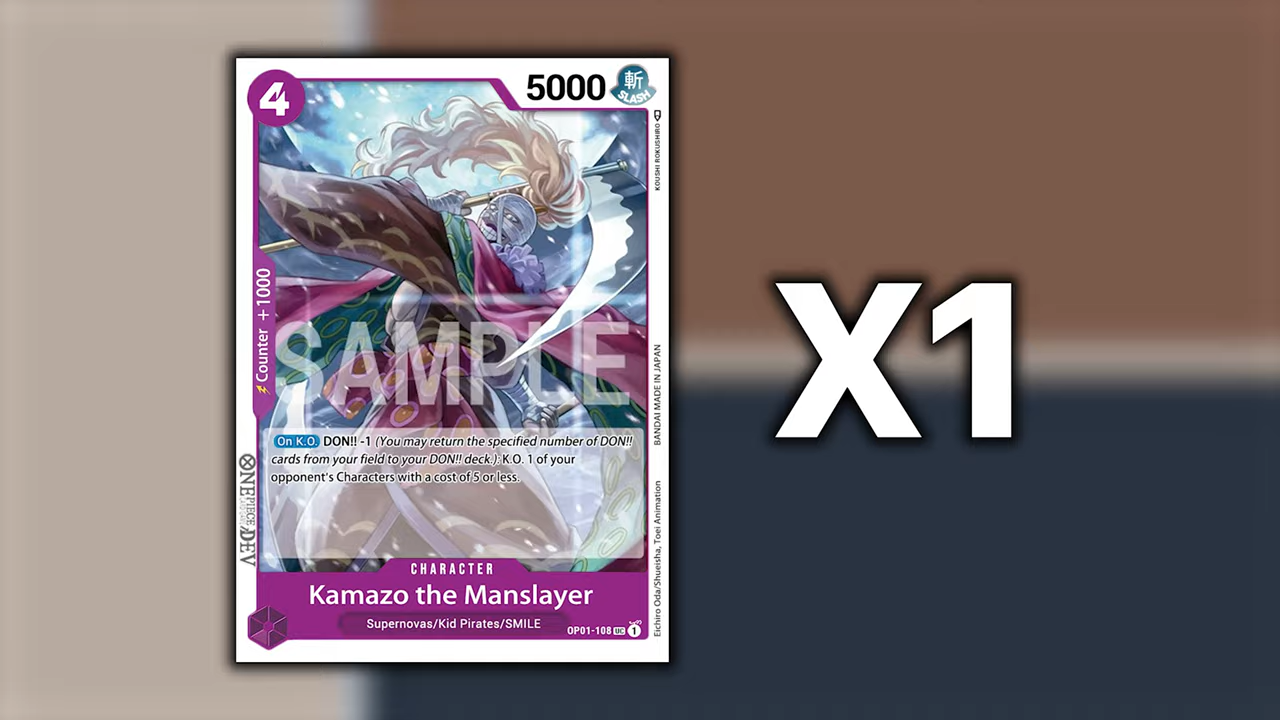 4
5000
斬
SLASH
KOUSHI ROKUSHIRO
Counter +1000
SAMPLE
X1
BANDAI MADE IN JAPAN
On K.O. DON!! -1 (You may return the specified number of DON!!
cards from your field to your DON!! deck.): K.O. 1 of your
opponent's Characters with a cost of 5 or less.
ONE PIECE
DEV
Eiichiro Oda/Shueisha, Toei Animation
CHARACTER
Kamazo the Manslayer
Supernovas/Kid Pirates/SMILE
OP01-108 UC 1